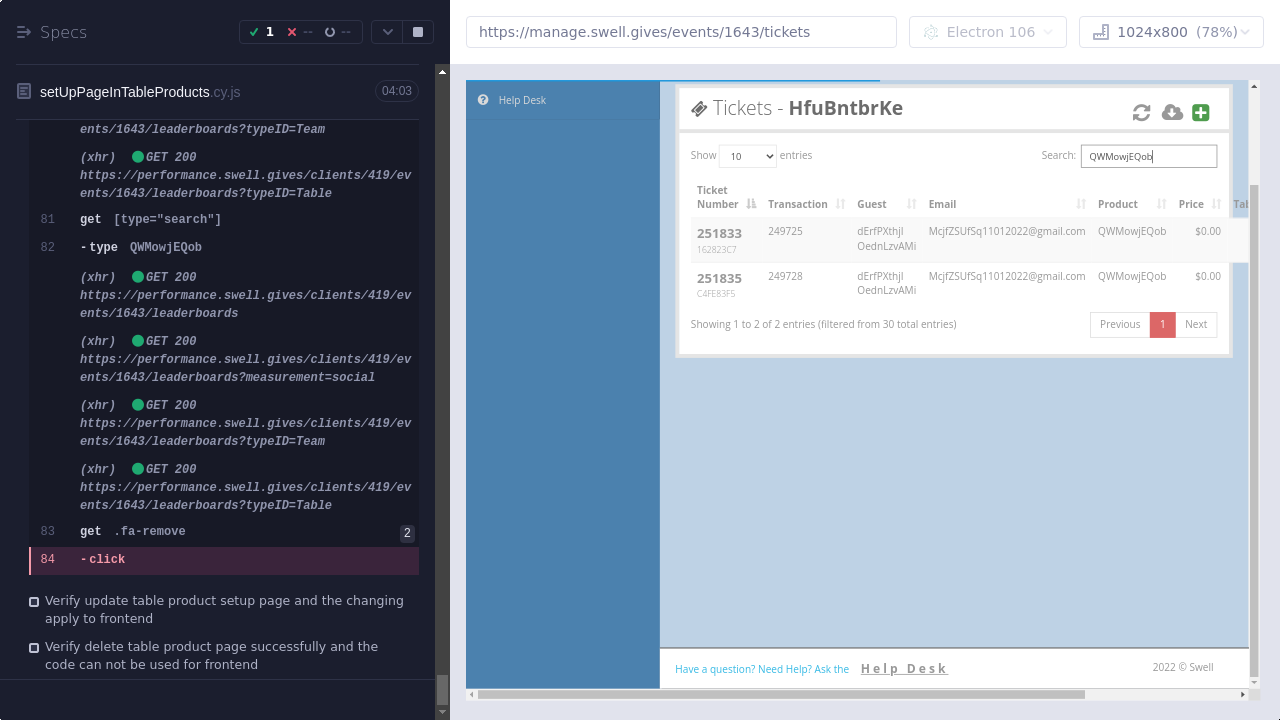 Specs
1
--
--
setUpPageInTableProducts.cy.js
04:03
ents/1643/leaderboards?typeID=Team
(xhr) GET 200
https://performance.swell.gives/clients/419/ev
ents/1643/leaderboards?typeID=Table
81 get [type="search"]
82 -type QWMowjEQob
(xhr) GET 200
https://performance.swell.gives/clients/419/ev
ents/1643/leaderboards
(xhr) GET 200
https://performance.swell.gives/clients/419/ev
ents/1643/leaderboards?measurement=social
(xhr) GET 200
https://performance.swell.gives/clients/419/ev
ents/1643/leaderboards?typeID=Team
(xhr) GET 200
https://performance.swell.gives/clients/419/ev
ents/1643/leaderboards?typeID=Table
83 get .fa-remove 2
84 -click
Verify update table product setup page and the changing
apply to frontend
Verify delete table product page successfully and the
code can not be used for frontend
https://manage.swell.gives/events/1643/tickets
Electron 106
1024x800 (78%)
Help Desk
Tickets - HfuBntbrKe
Show 10 entries
Search: QWMowjEQob
Ticket
Number Transaction Guest Email Product Price Tab
251833 249725 dErfPXthjl McjfZSUfSq11012022@gmail.com QWMowjEQob $0.00
162823C7 OednLzvAMi
251835 249728 dErfPXthjl McjfZSUfSq11012022@gmail.com QWMowjEQob $0.00
C4FE83F5 OednLzvAMi
Showing 1 to 2 of 2 entries (filtered from 30 total entries)
Previous 1 Next
Have a question? Need Help? Ask the Help Desk
2022 © Swell